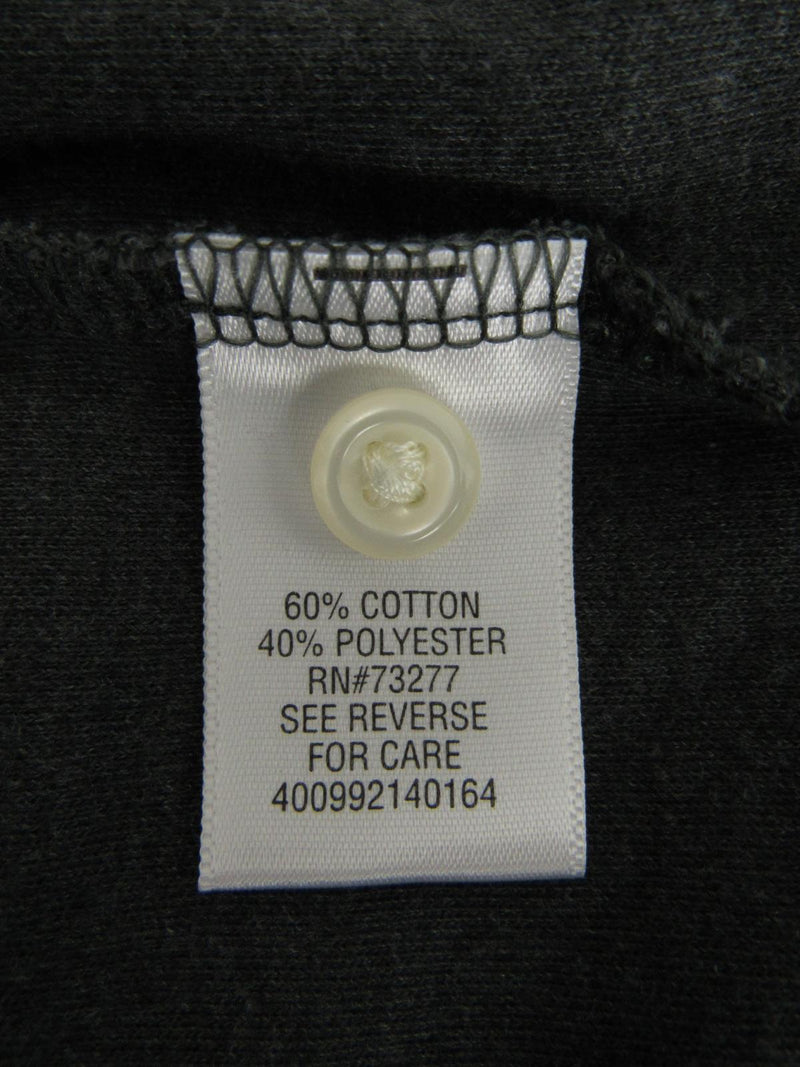 60% COTTON
40% POLYESTER
RN#73277
SEE REVERSE
FOR CARE
400992140164